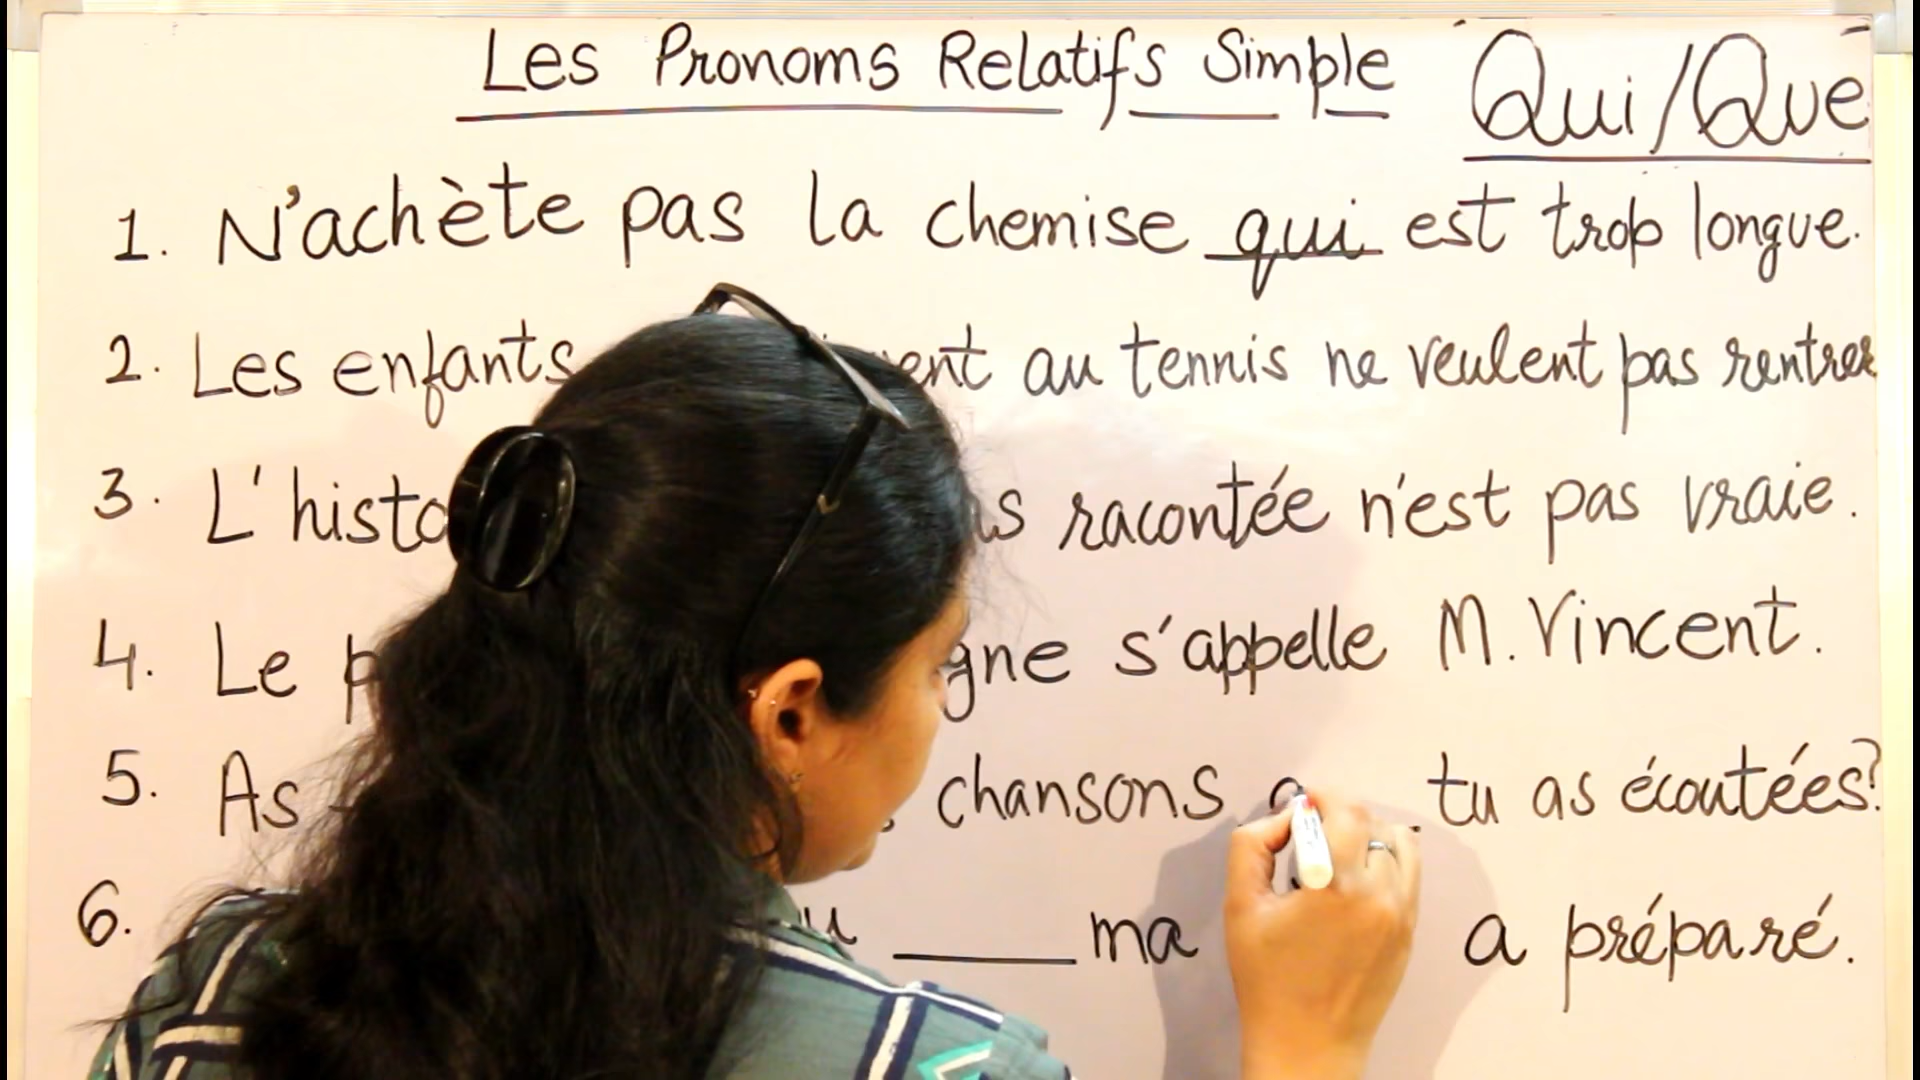 Les Pronoms Relatifs Simple Qui/Que
1. N'achète pas la chemise qui est trop longue.
2. Les enfants au tennis ne veulent pas rentrer
3. L' racontée n'est pas vraie.
4. Le s'appelle M. Vincent.
5. As chansons tu as écoutées?
6. ____ ma a préparé.